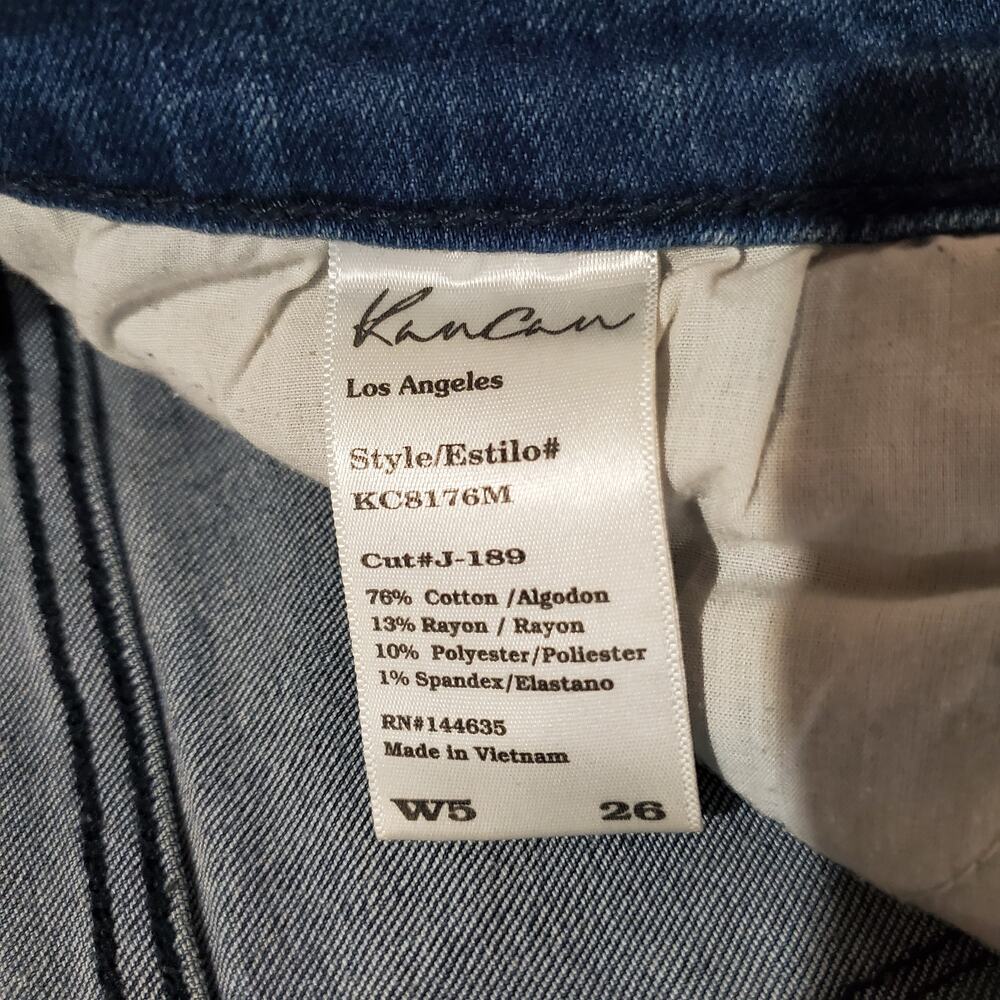 KanCan
Los Angeles
Style/Estilo#
KC8176M
Cut#J-189
76% Cotton /Algodon
13% Rayon / Rayon
10% Polyester/Poliester
1% Spandex/Elastano
RN#144635
Made in Vietnam
W5 26